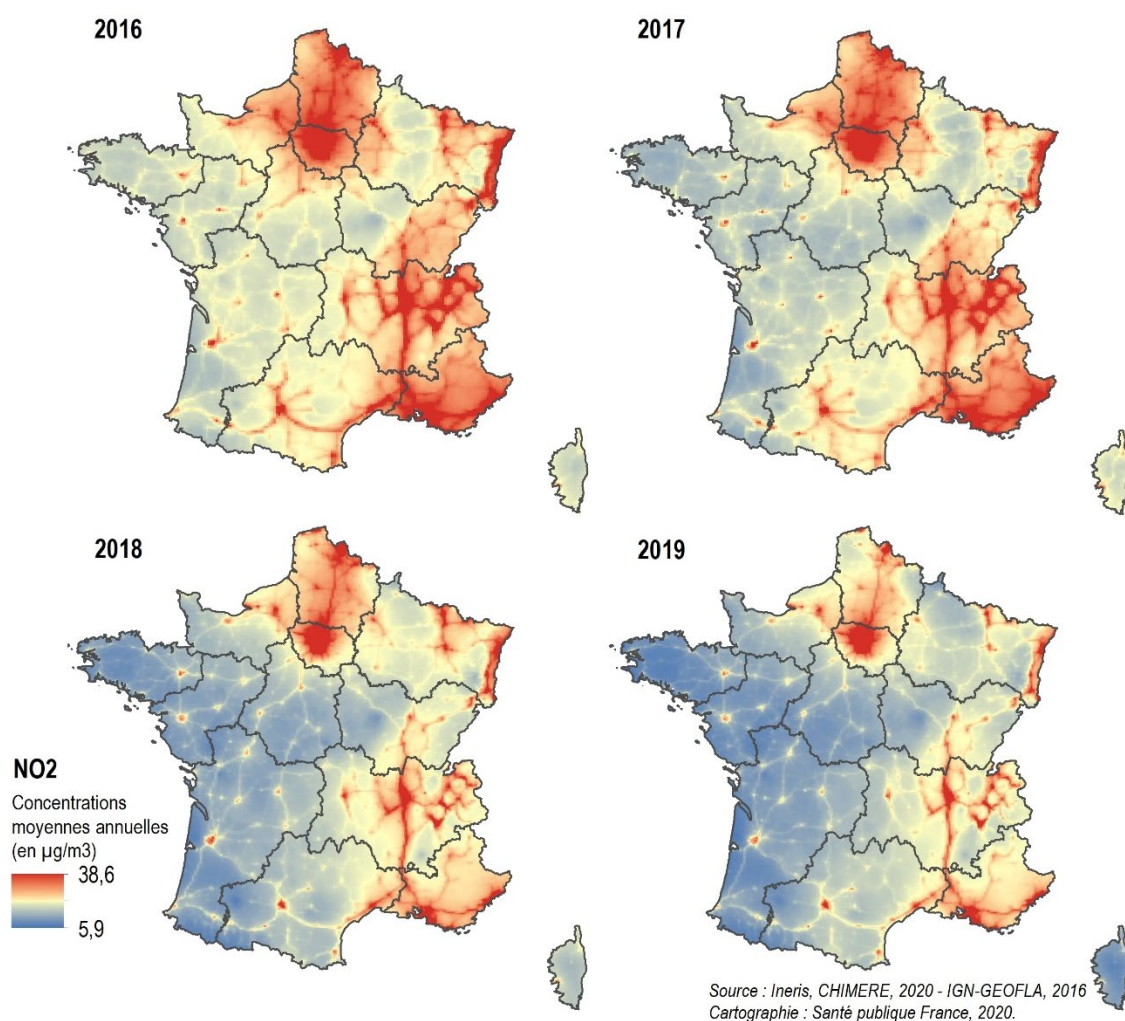 2016
2017
2018
2019
NO2
Concentrations
moyennes annuelles
(en µg/m3)
38,6
5,9
Source : Ineris, CHIMERE, 2020 - IGN-GEOFLA, 2016
Cartographie : Santé publique France, 2020.